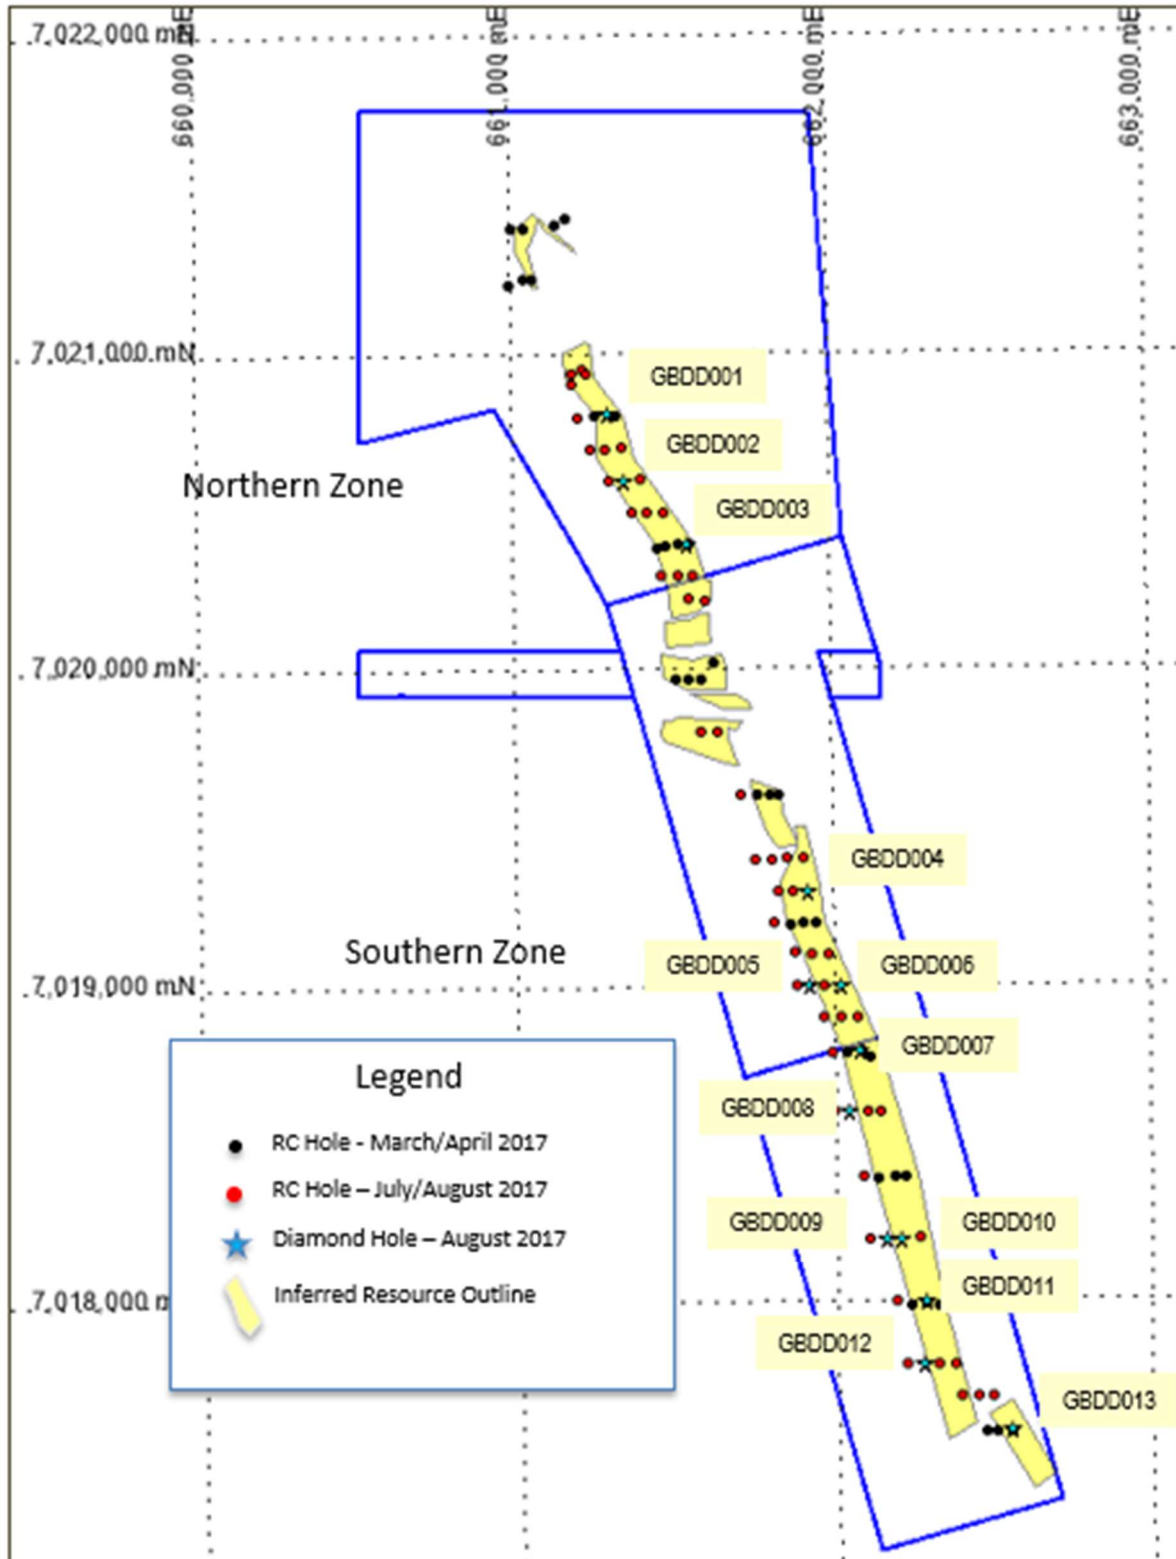 7,022,000 mN
660,000 mE
661,000 mE
662,000 mE
663,000 mE
7,021,000 mN
GBDD001
GBDD002
Northern Zone
GBDD003
7,020,000 mN
GBDD004
Southern Zone
GBDD005
GBDD006
7,019,000 mN
GBDD007
Legend
GBDD008
RC Hole - March/April 2017
RC Hole – July/August 2017
GBDD009
GBDD010
Diamond Hole – August 2017
GBDD011
Inferred Resource Outline
7,018,000 m
GBDD012
GBDD013